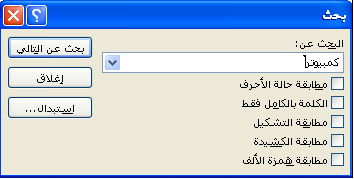 بحث
البحث عن:
كمبيوتر
مطابقة حالة الأحرف
الكلمة بالكامل فقط
مطابقة التشكيل
مطابقة الكشيدة
مطابقة همزة الألف
بحث عن التالي
إغلاق
إستبدال...